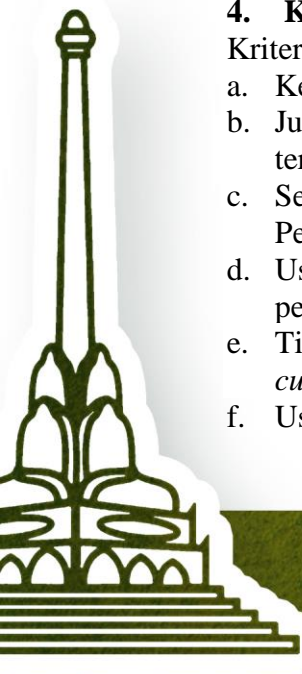 4. K
Kriter
a. Ke
b. Ju
ter
c. Se
Pe
d. Us
pe
e. Ti
cu
f. Us